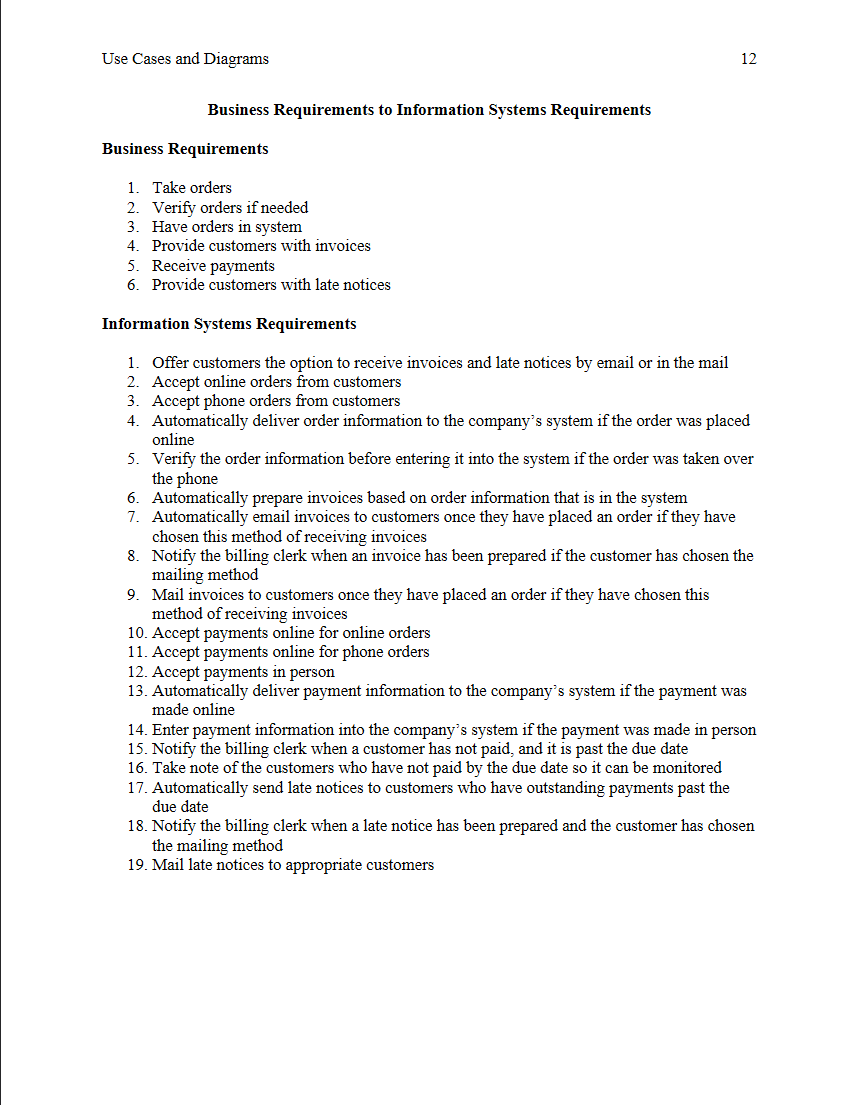 Use Cases and Diagrams 12
Business Requirements to Information Systems Requirements
Business Requirements
1. Take orders
2. Verify orders if needed
3. Have orders in system
4. Provide customers with invoices
5. Receive payments
6. Provide customers with late notices
Information Systems Requirements
1. Offer customers the option to receive invoices and late notices by email or in the mail
2. Accept online orders from customers
3. Accept phone orders from customers
4. Automatically deliver order information to the company’s system if the order was placed
online
5. Verify the order information before entering it into the system if the order was taken over
the phone
6. Automatically prepare invoices based on order information that is in the system
7. Automatically email invoices to customers once they have placed an order if they have
chosen this method of receiving invoices
8. Notify the billing clerk when an invoice has been prepared if the customer has chosen the
mailing method
9. Mail invoices to customers once they have placed an order if they have chosen this
method of receiving invoices
10. Accept payments online for online orders
11. Accept payments online for phone orders
12. Accept payments in person
13. Automatically deliver payment information to the company’s system if the payment was
made online
14. Enter payment information into the company’s system if the payment was made in person
15. Notify the billing clerk when a customer has not paid, and it is past the due date
16. Take note of the customers who have not paid by the due date so it can be monitored
17. Automatically send late notices to customers who have outstanding payments past the
due date
18. Notify the billing clerk when a late notice has been prepared and the customer has chosen
the mailing method
19. Mail late notices to appropriate customers